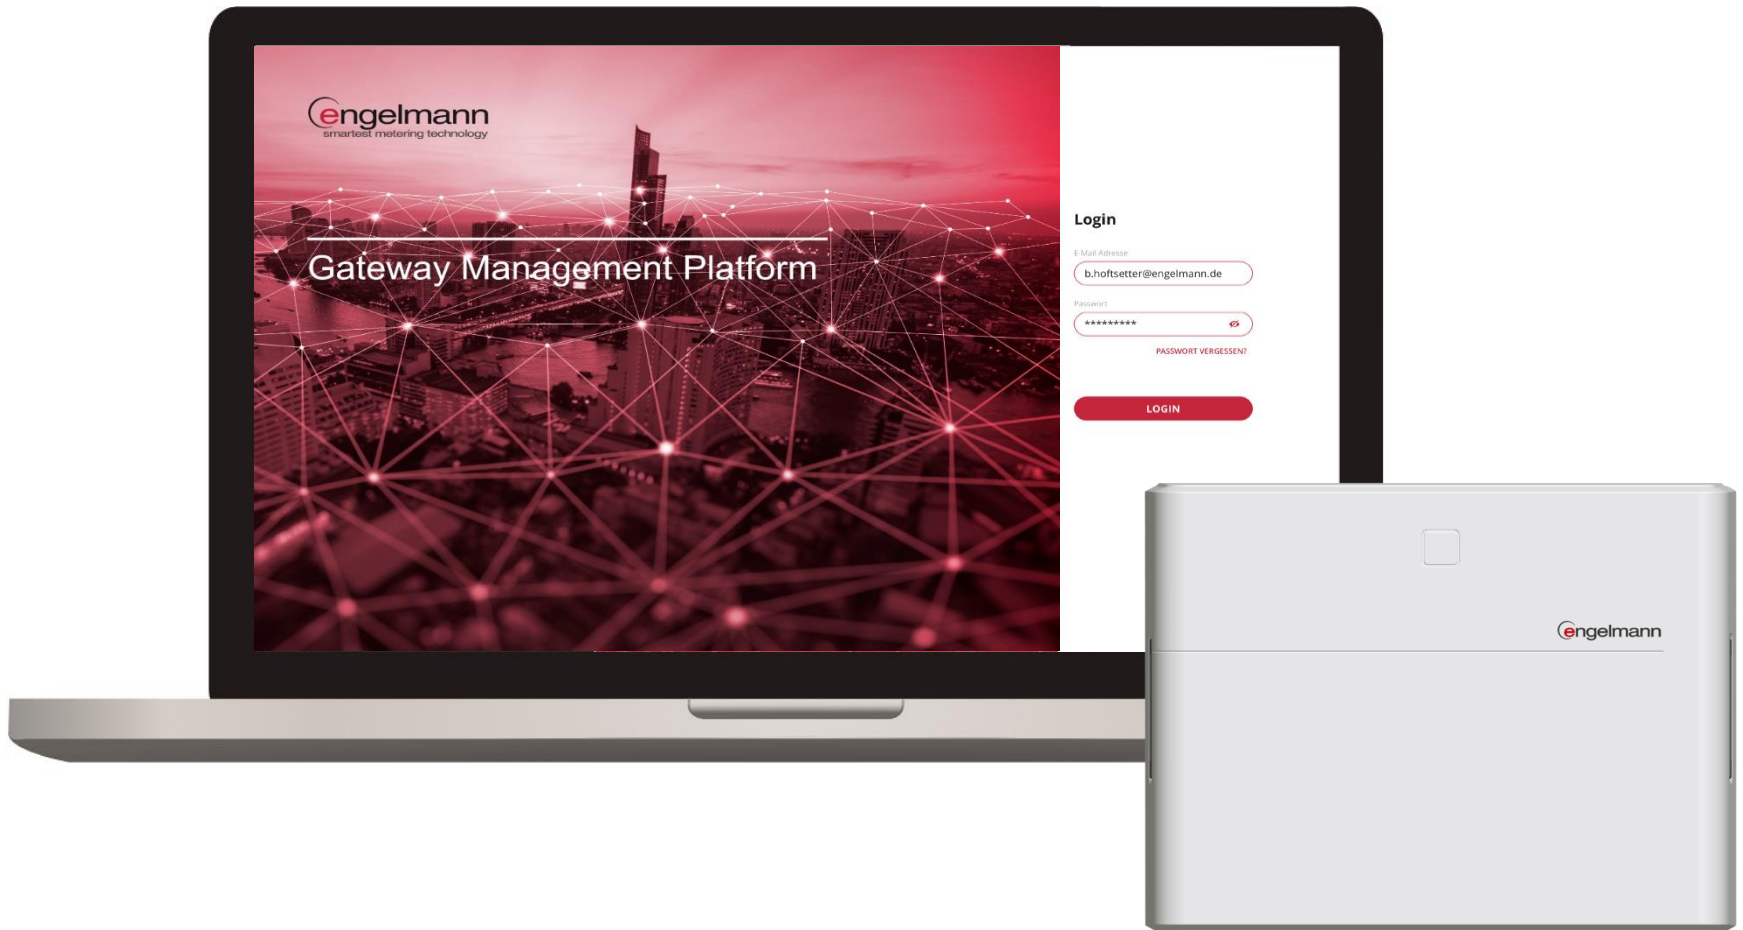 engelmann
smartest metering technology
Gateway Management Platform
Login
E-Mail Adresse
b.hoftsetter@engelmann.de
Passwort
*********
PASSWORT VERGESSEN?
LOGIN
engelmann